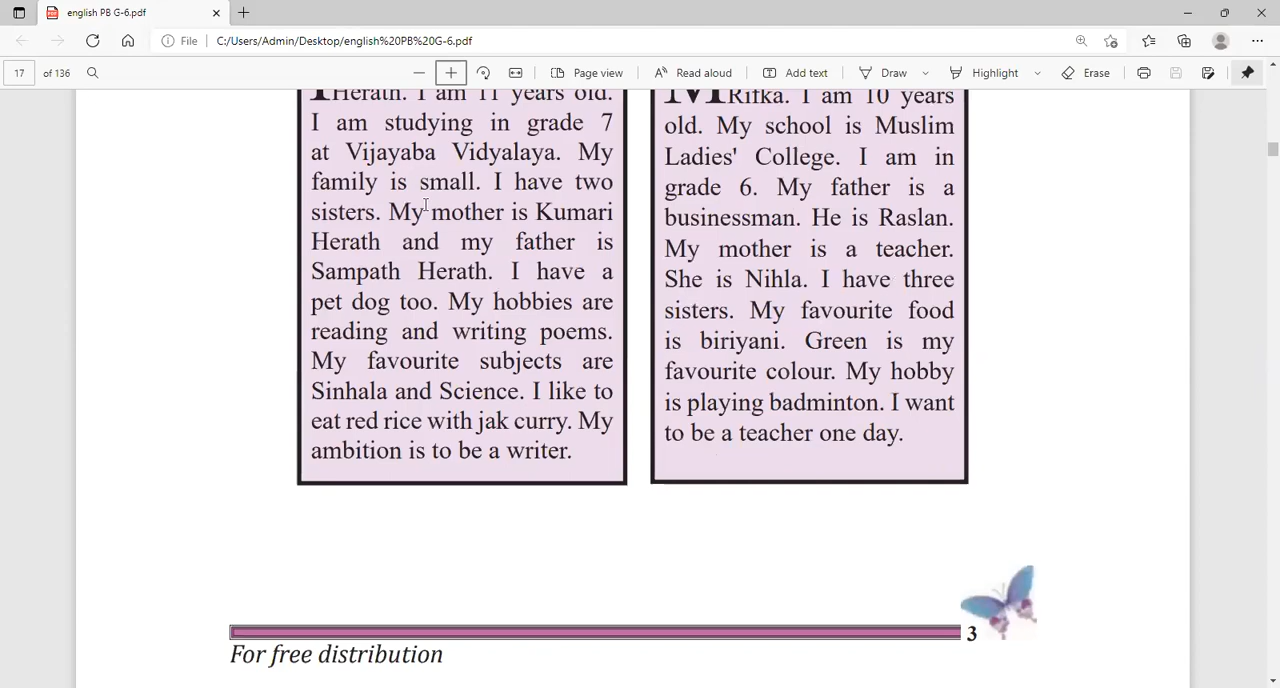 english PB G-6.pdf
File
C:/Users/Admin/Desktop/english%20PB%20G-6.pdf
17 of 136
Page view
Read aloud
Add text
Draw
Highlight
Erase
Herath. I am 11 years old.
I am studying in grade 7
at Vijayaba Vidyalaya. My
family is small. I have two
sisters. My mother is Kumari
Herath and my father is
Sampath Herath. I have a
pet dog too. My hobbies are
reading and writing poems.
My favourite subjects are
Sinhala and Science. I like to
eat red rice with jak curry. My
ambition is to be a writer.
Rifka. I am 10 years
old. My school is Muslim
Ladies' College. I am in
grade 6. My father is a
businessman. He is Raslan.
My mother is a teacher.
She is Nihla. I have three
sisters. My favourite food
is biriyani. Green is my
favourite colour. My hobby
is playing badminton. I want
to be a teacher one day.
3
For free distribution